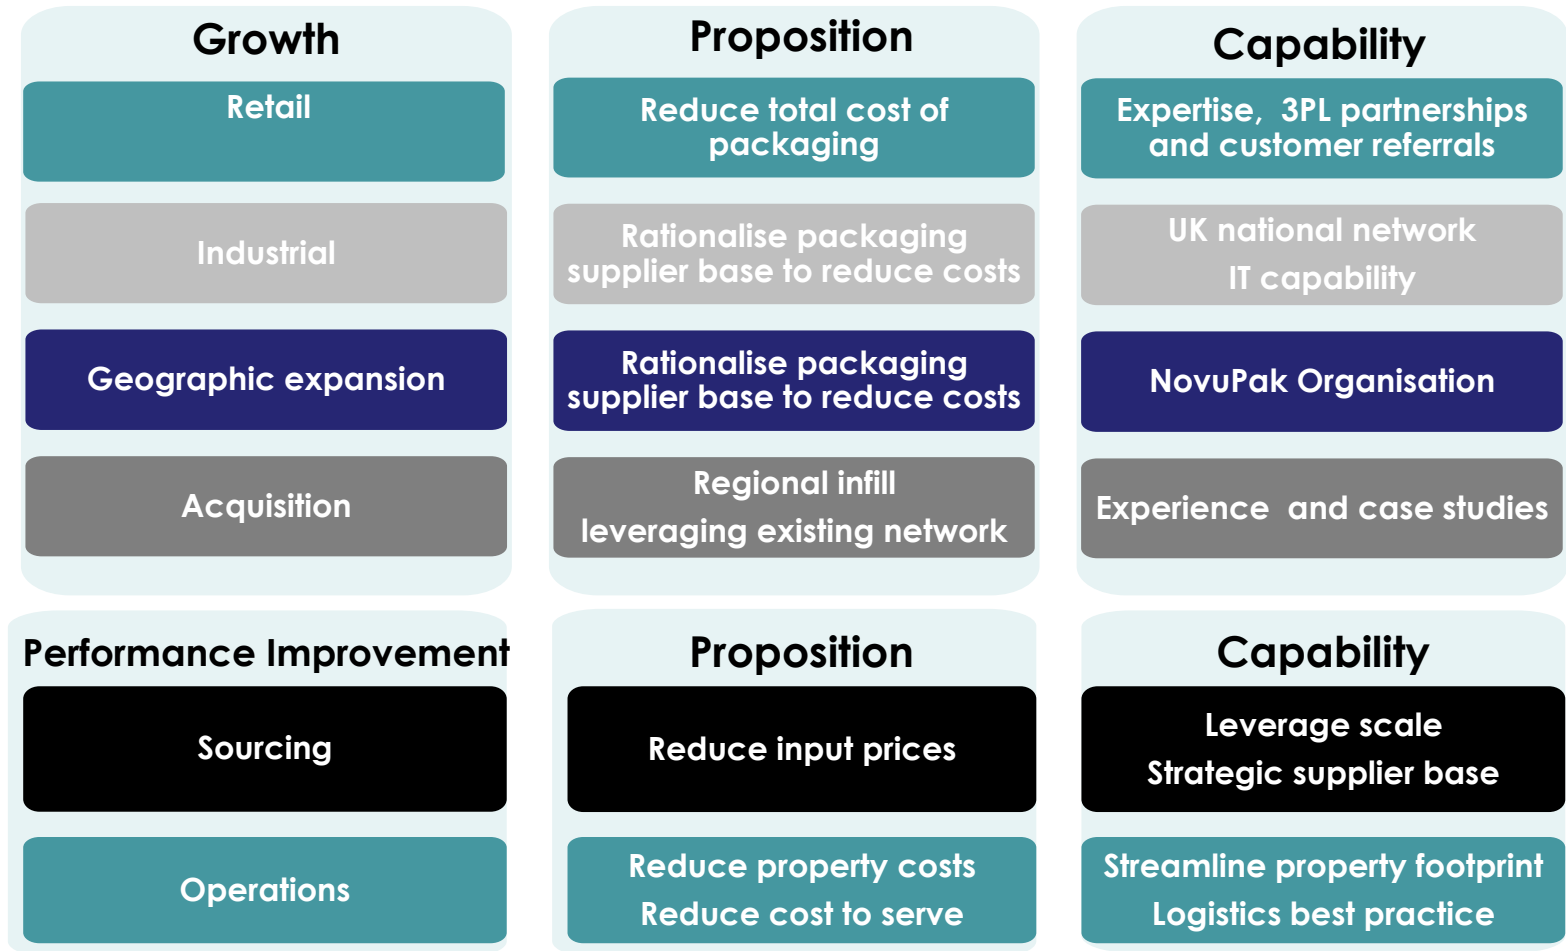 Growth
Proposition
Capability
Retail
Reduce total cost of
packaging
Expertise,  3PL partnerships
and customer referrals
Industrial
Rationalise packaging
supplier base to reduce costs
UK national network
IT capability
Geographic expansion
Rationalise packaging
supplier base to reduce costs
NovuPak Organisation
Acquisition
Regional infill
leveraging existing network
Experience  and case studies
Performance Improvement
Proposition
Capability
Sourcing
Reduce input prices
Leverage scale
Strategic supplier base
Operations
Reduce property costs
Reduce cost to serve
Streamline property footprint
Logistics best practice